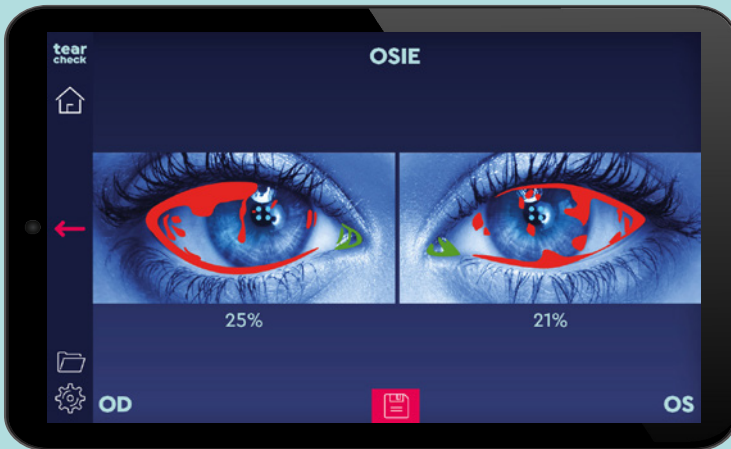 tear
check
OSIE
25%
21%
OD
OS